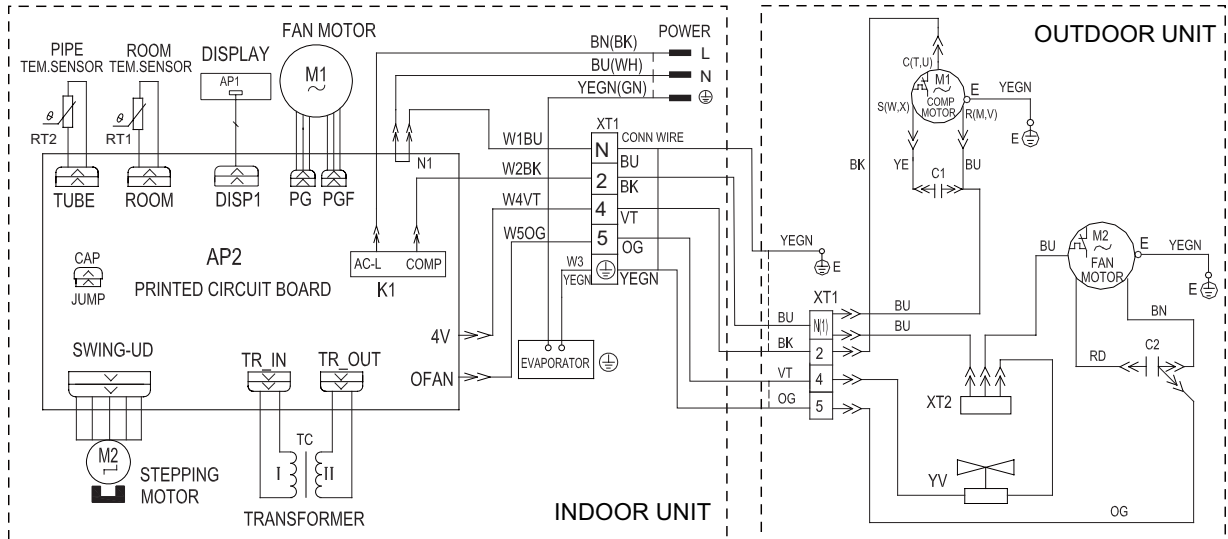 PIPE
TEM.SENSOR
ROOM
TEM.SENSOR
DISPLAY
AP1
FAN MOTOR
M1
~
θ
RT2
θ
RT1
TUBE
ROOM
DISP1
PG
PGF
POWER
BN(BK)
L
BU(WH)
N
YEGN(GN)
N1
W1BU
W2BK
W4VT
W5OG
W3
YEGN
XT1
CONN WIRE
N
BU
2
BK
4
VT
5
OG
YEGN
CAP
JUMP
AP2
PRINTED CIRCUIT BOARD
AC-L
COMP
K1
4V
OFAN
EVAPORATOR
SWING-UD
TR_IN
TR_OUT
M2
STEPPING
MOTOR
TC
I
II
TRANSFORMER
INDOOR UNIT
OUTDOOR UNIT
C(T,U)
M1
~
COMP
MOTOR
S(W,X)
R(M,V)
E
YEGN
E
BK
YE
BU
C1
YEGN
E
XT1
BU
N(1)
BU
BU
BK
2
VT
4
OG
5
BU
M2
~
FAN
MOTOR
E
YEGN
E
BN
RD
C2
XT2
YV
OG